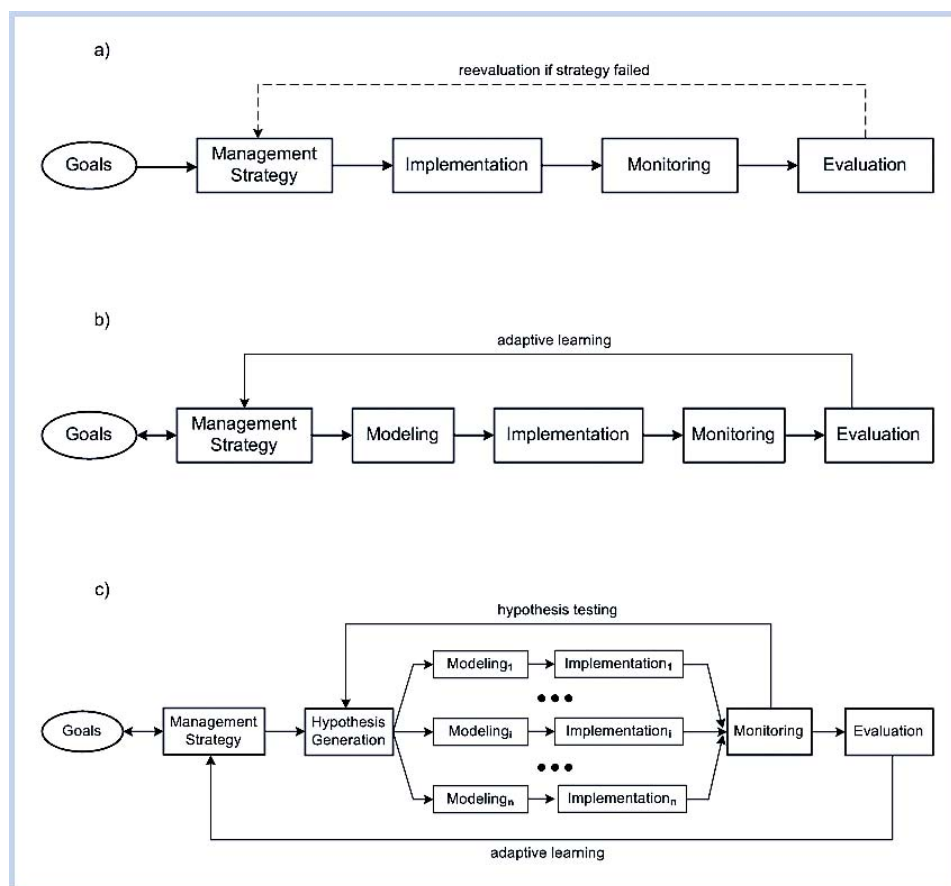 a)
reevaluation if strategy failed
Goals
Management
Strategy
Implementation
Monitoring
Evaluation
b)
adaptive learning
Goals
Management
Strategy
Modeling
Implementation
Monitoring
Evaluation
c)
hypothesis testing
Modeling₁
Implementation₁
Goals
Management
Strategy
Hypothesis
Generation
Modelingᵢ
Implementationᵢ
Monitoring
Evaluation
Modelingₙ
Implementationₙ
adaptive learning